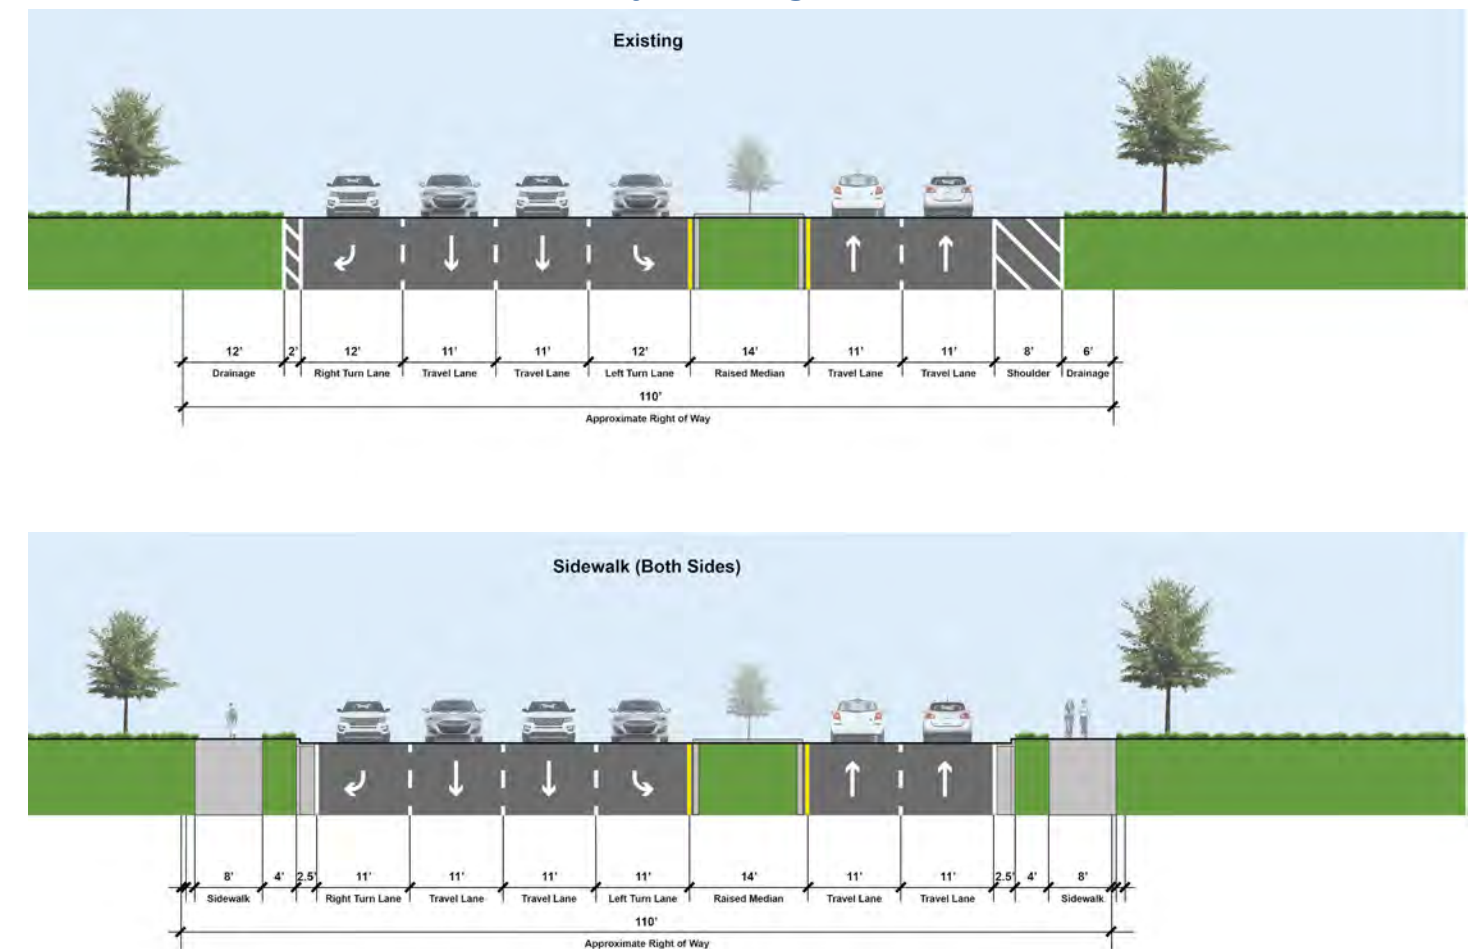 Existing
12' 2' 12' 11' 11' 12' 14' 11' 11' 8' 6'
Drainage Right Turn Lane Travel Lane Travel Lane Left Turn Lane Raised Median Travel Lane Travel Lane Shoulder Drainage
110'
Approximate Right of Way
Sidewalk (Both Sides)
8' 4' 2.5' 11' 11' 11' 11' 14' 11' 11' 2.5' 4' 8'
Sidewalk Right Turn Lane Travel Lane Travel Lane Left Turn Lane Raised Median Travel Lane Travel Lane Sidewalk
110'
Approximate Right of Way